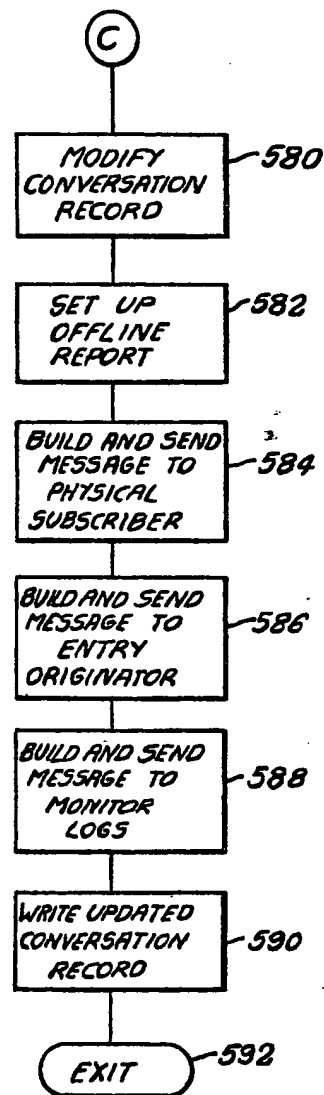 C
MODIFY
CONVERSATION
RECORD
580
SET UP
OFFLINE
REPORT
582
BUILD AND SEND
MESSAGE TO
PHYSICAL
SUBSCRIBER
584
BUILD AND SEND
MESSAGE TO
ENTRY
ORIGINATOR
586
BUILD AND SEND
MESSAGE TO
MONITOR
LOGS
588
WRITE UPDATED
CONVERSATION
RECORD
590
EXIT
592